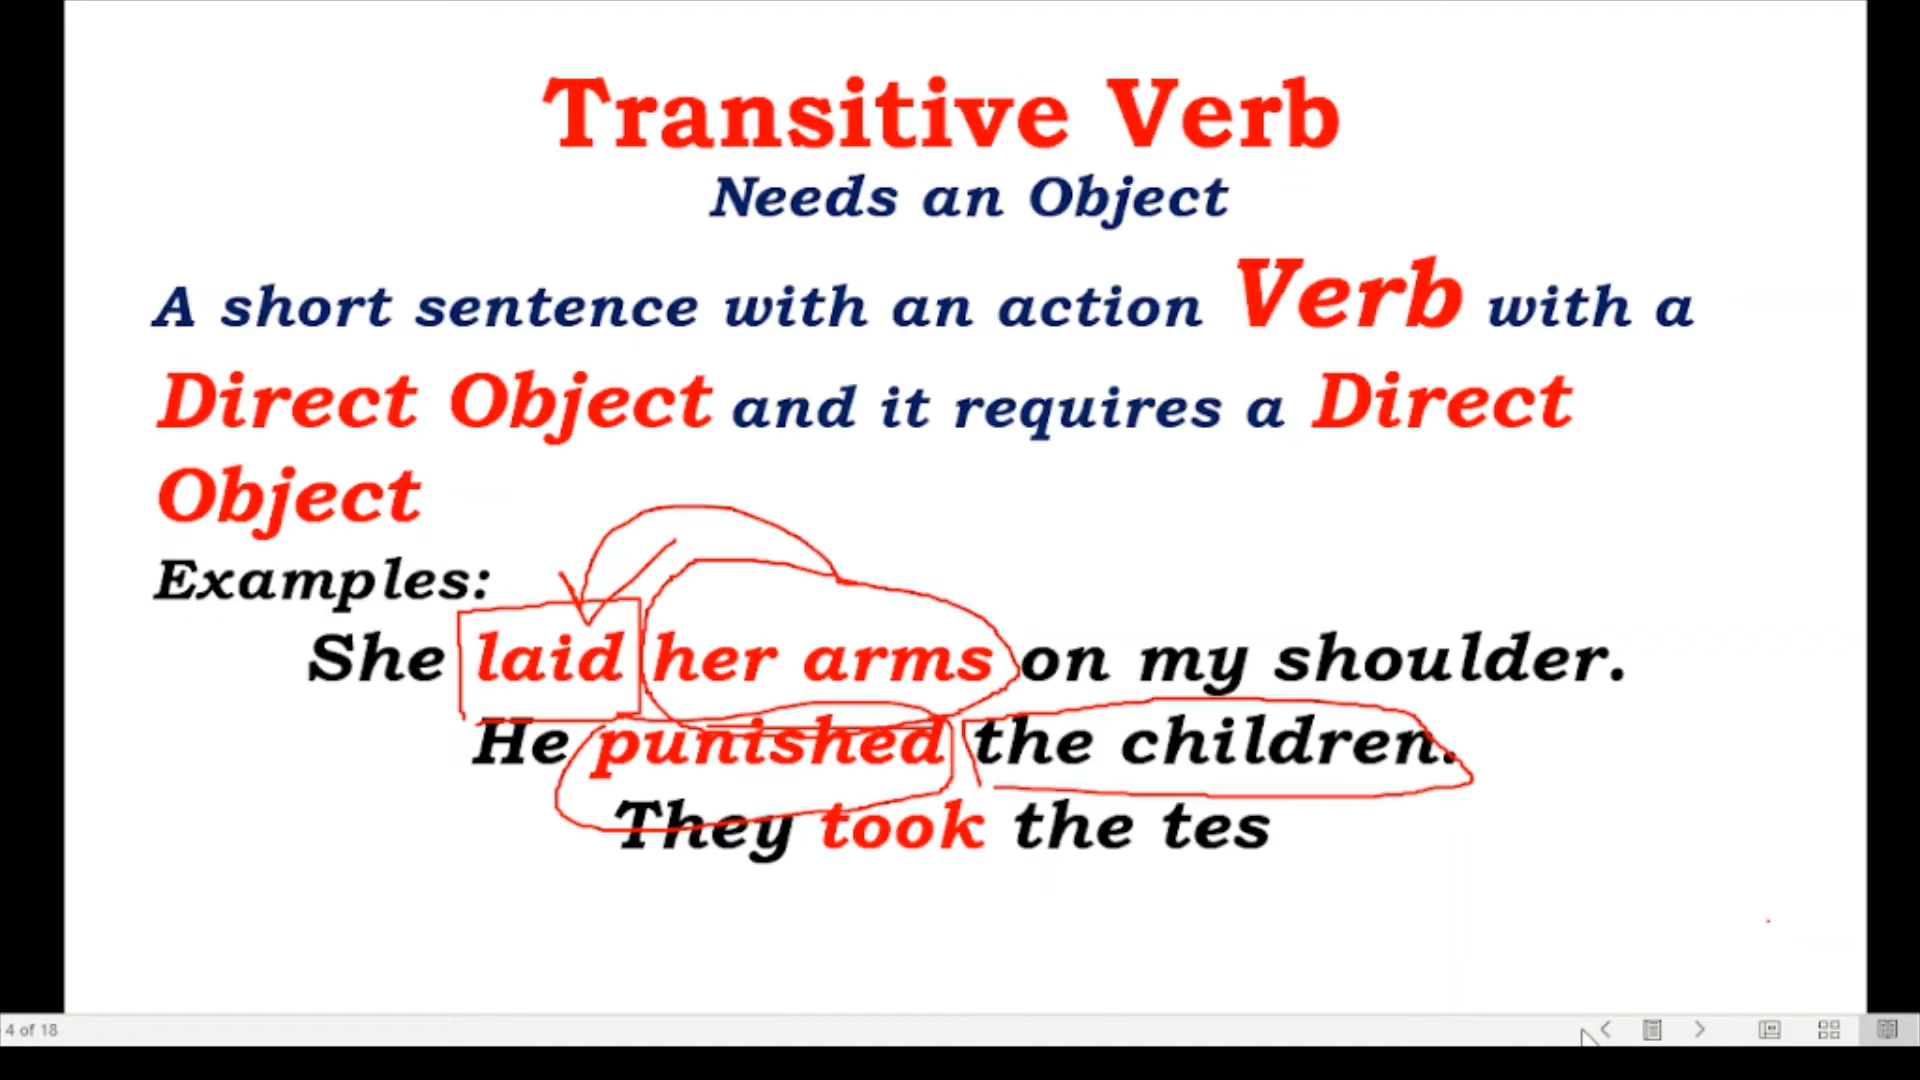 Transitive Verb
Needs an Object
A short sentence with an action Verb with a
Direct Object and it requires a Direct
Object
Examples:
She laid her arms on my shoulder.
He punished the children.
They took the tes
4 of 18